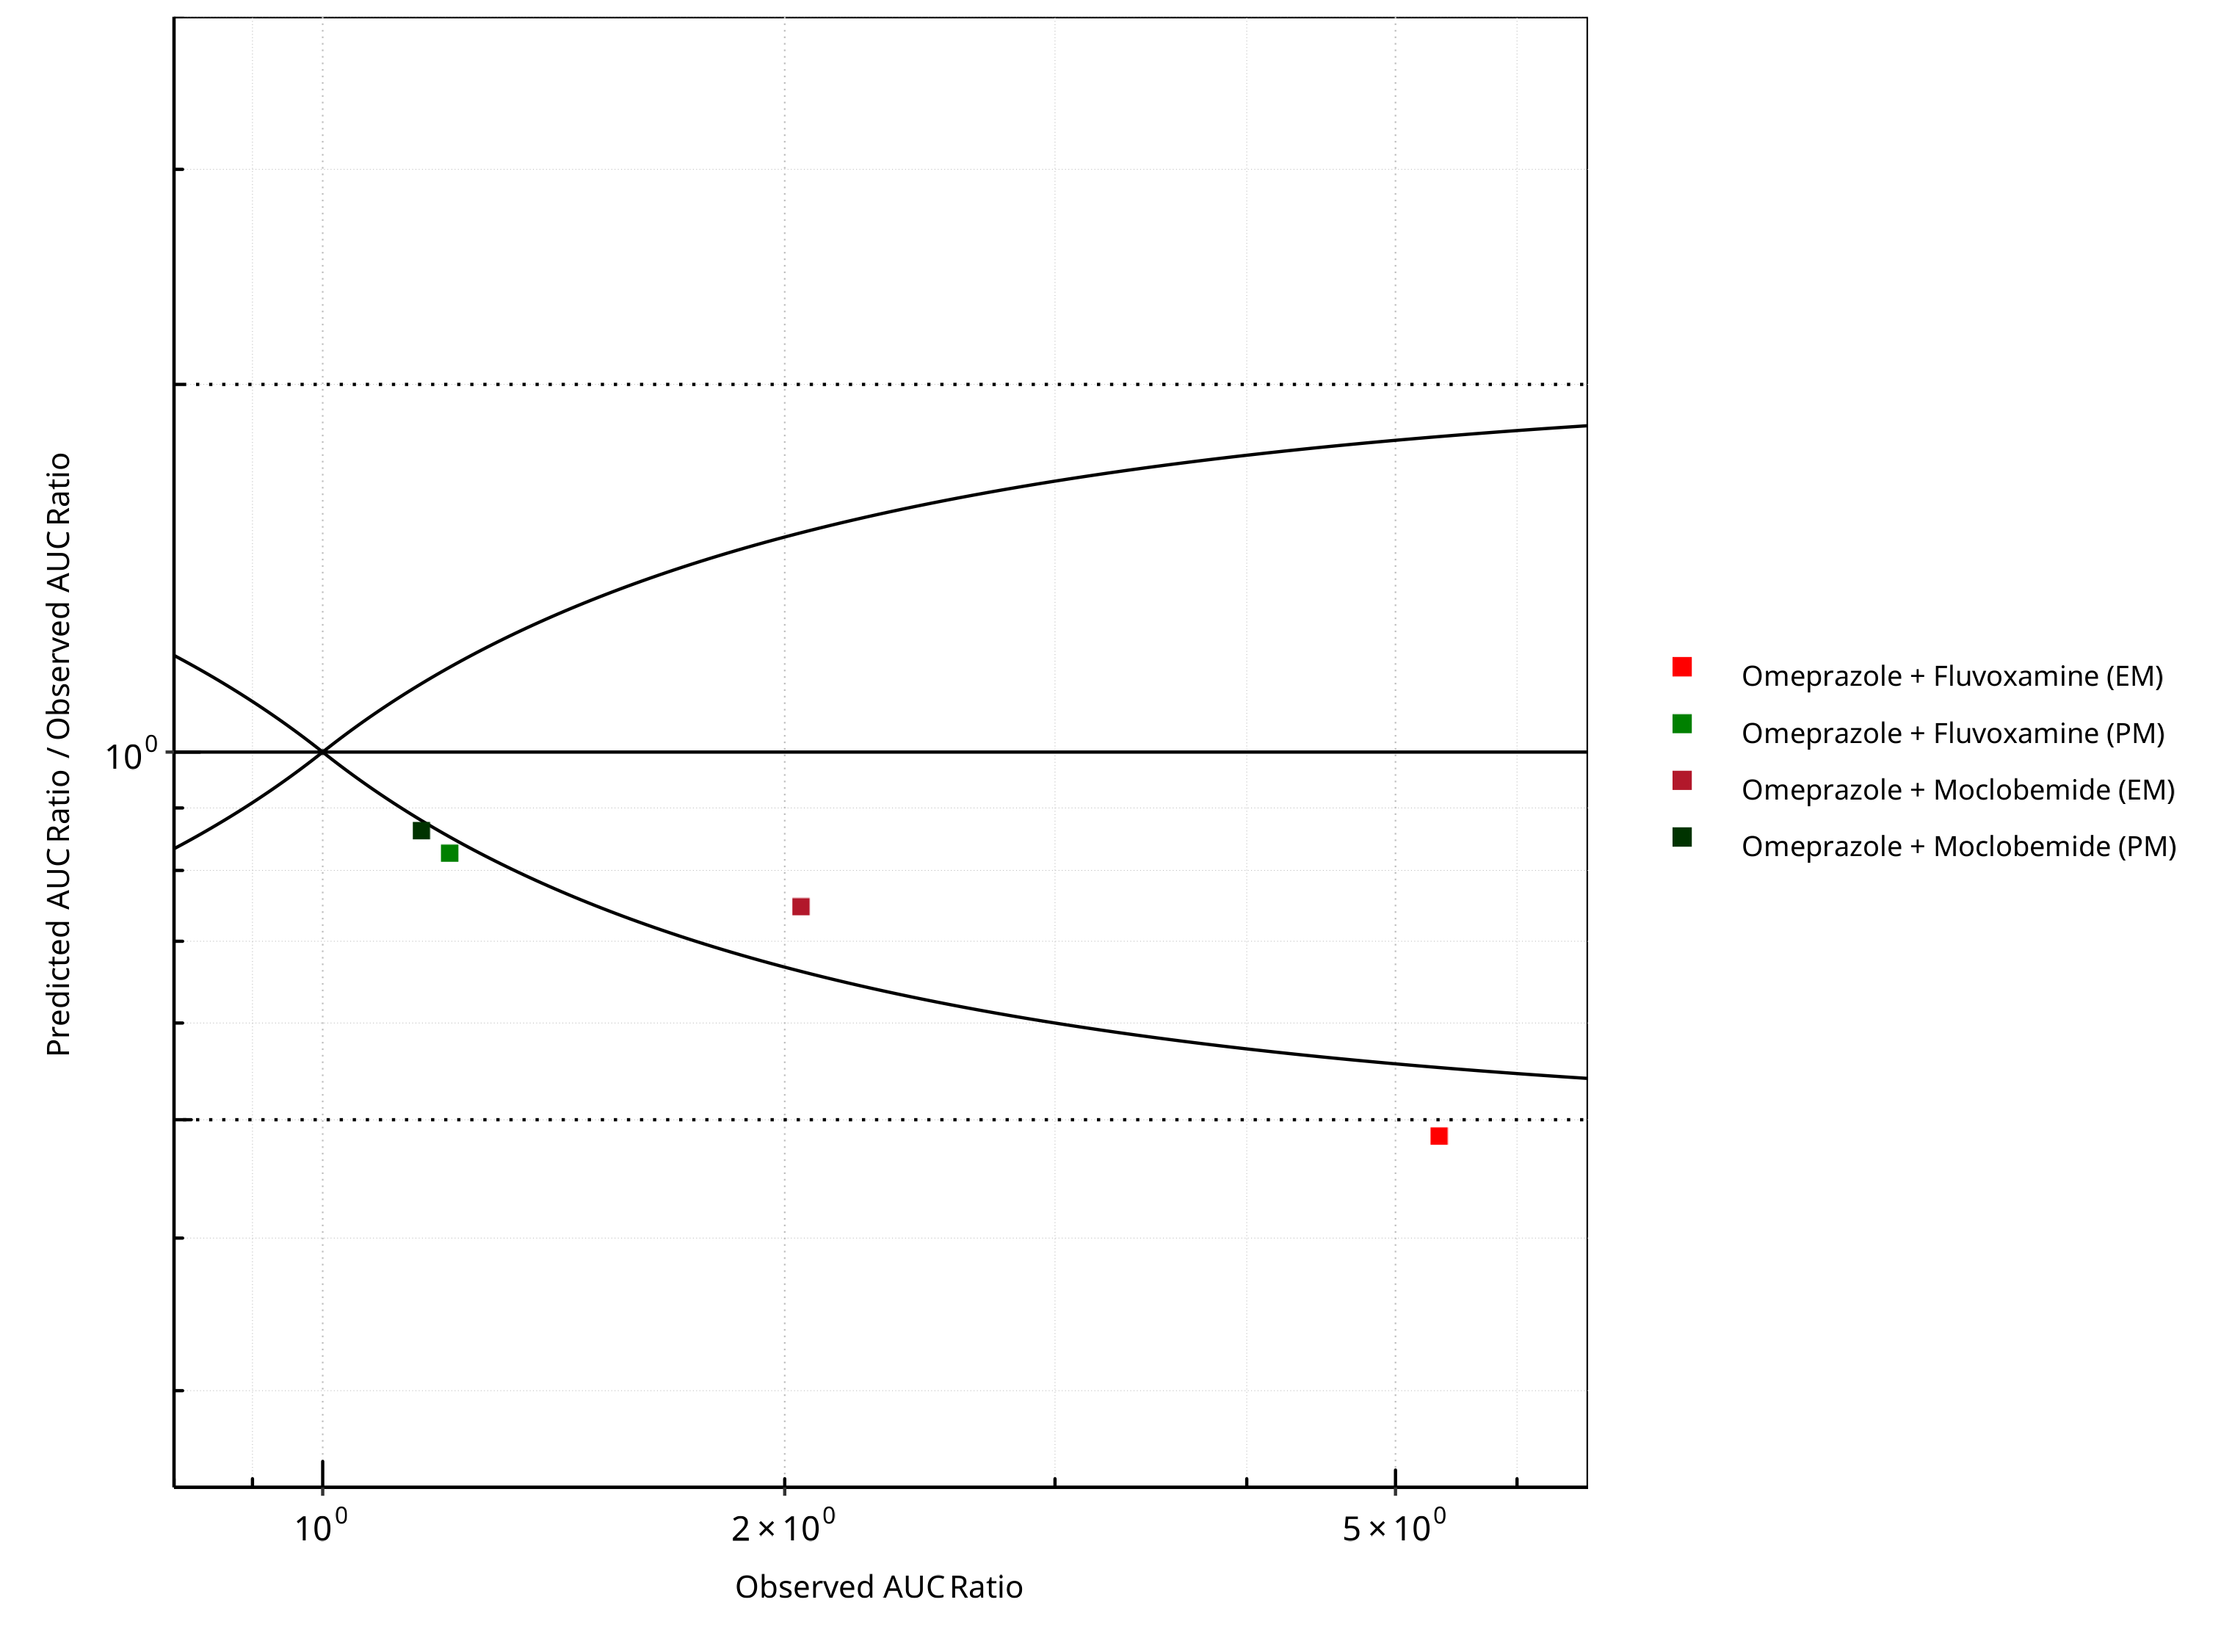 Predicted AUC Ratio / Observed AUC Ratio
10⁰
10⁰
2 × 10⁰
5 × 10⁰
Observed AUC Ratio
Omeprazole + Fluvoxamine (EM)
Omeprazole + Fluvoxamine (PM)
Omeprazole + Moclobemide (EM)
Omeprazole + Moclobemide (PM)